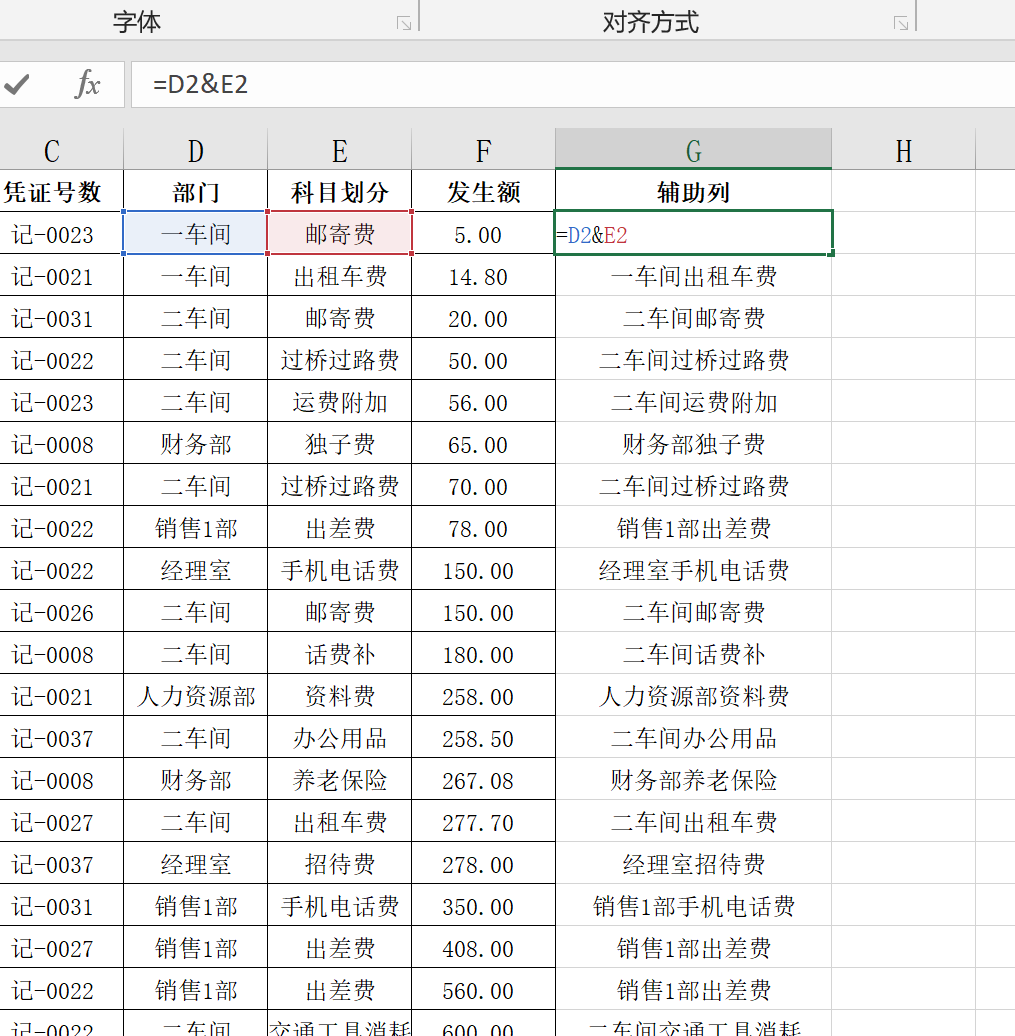 字体 对齐方式
fx =D2&E2
C D E F G H
凭证号数 部门 科目划分 发生额 辅助列
记-0023 一车间 邮寄费 5.00 =D2&E2
记-0021 一车间 出租车费 14.80 一车间出租车费
记-0031 二车间 邮寄费 20.00 二车间邮寄费
记-0022 二车间 过桥过路费 50.00 二车间过桥过路费
记-0023 二车间 运费附加 56.00 二车间运费附加
记-0008 财务部 独子费 65.00 财务部独子费
记-0021 二车间 过桥过路费 70.00 二车间过桥过路费
记-0022 销售1部 出差费 78.00 销售1部出差费
记-0022 经理室 手机电话费 150.00 经理室手机电话费
记-0026 二车间 邮寄费 150.00 二车间邮寄费
记-0008 二车间 话费补 180.00 二车间话费补
记-0021 人力资源部 资料费 258.00 人力资源部资料费
记-0037 二车间 办公用品 258.50 二车间办公用品
记-0008 财务部 养老保险 267.08 财务部养老保险
记-0027 二车间 出租车费 277.70 二车间出租车费
记-0037 经理室 招待费 278.00 经理室招待费
记-0031 销售1部 手机电话费 350.00 销售1部手机电话费
记-0027 销售1部 出差费 408.00 销售1部出差费
记-0022 销售1部 出差费 560.00 销售1部出差费
记-0022 二车间 交通工具消耗 600.00 二车间交通工具消耗